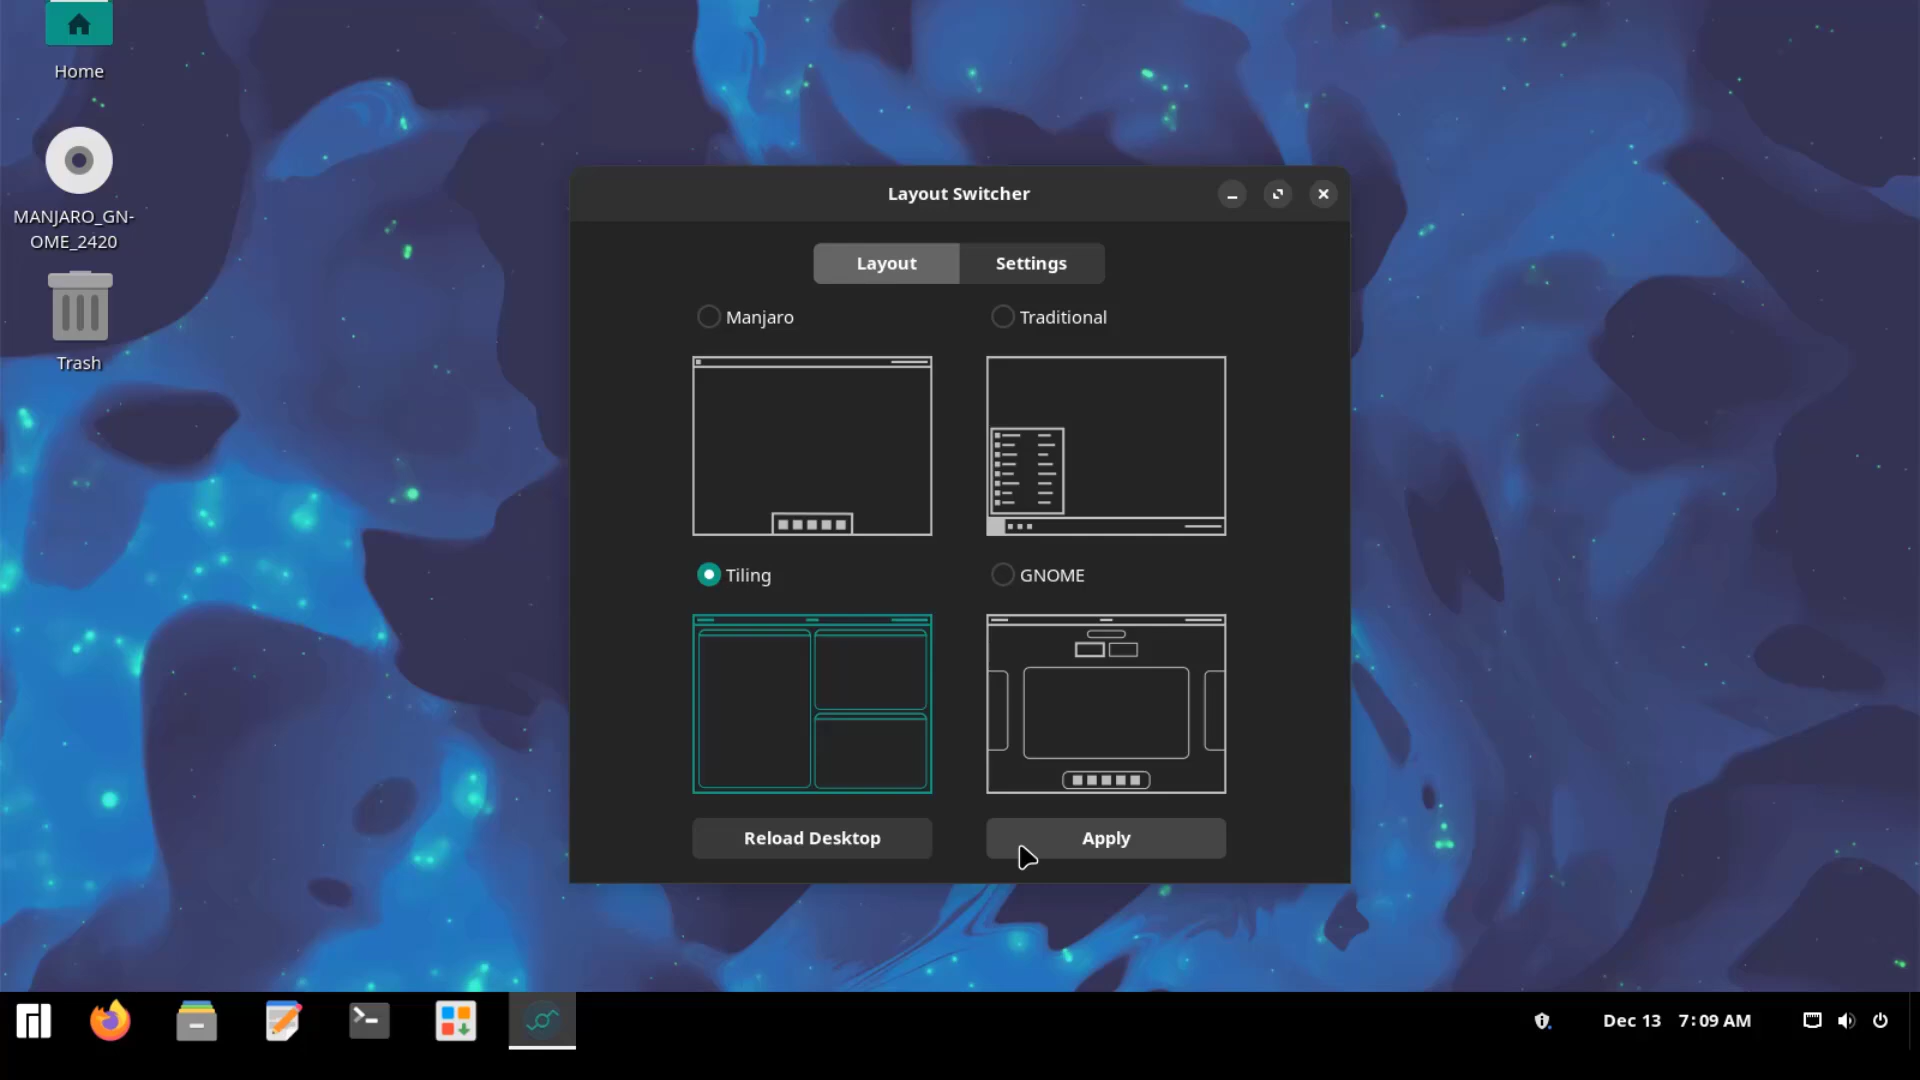 Home
MANJARO_GN-
OME_2420
Trash
Layout Switcher
Layout Settings
Manjaro Traditional
Tiling GNOME
Reload Desktop Apply
Dec 13 7:09 AM